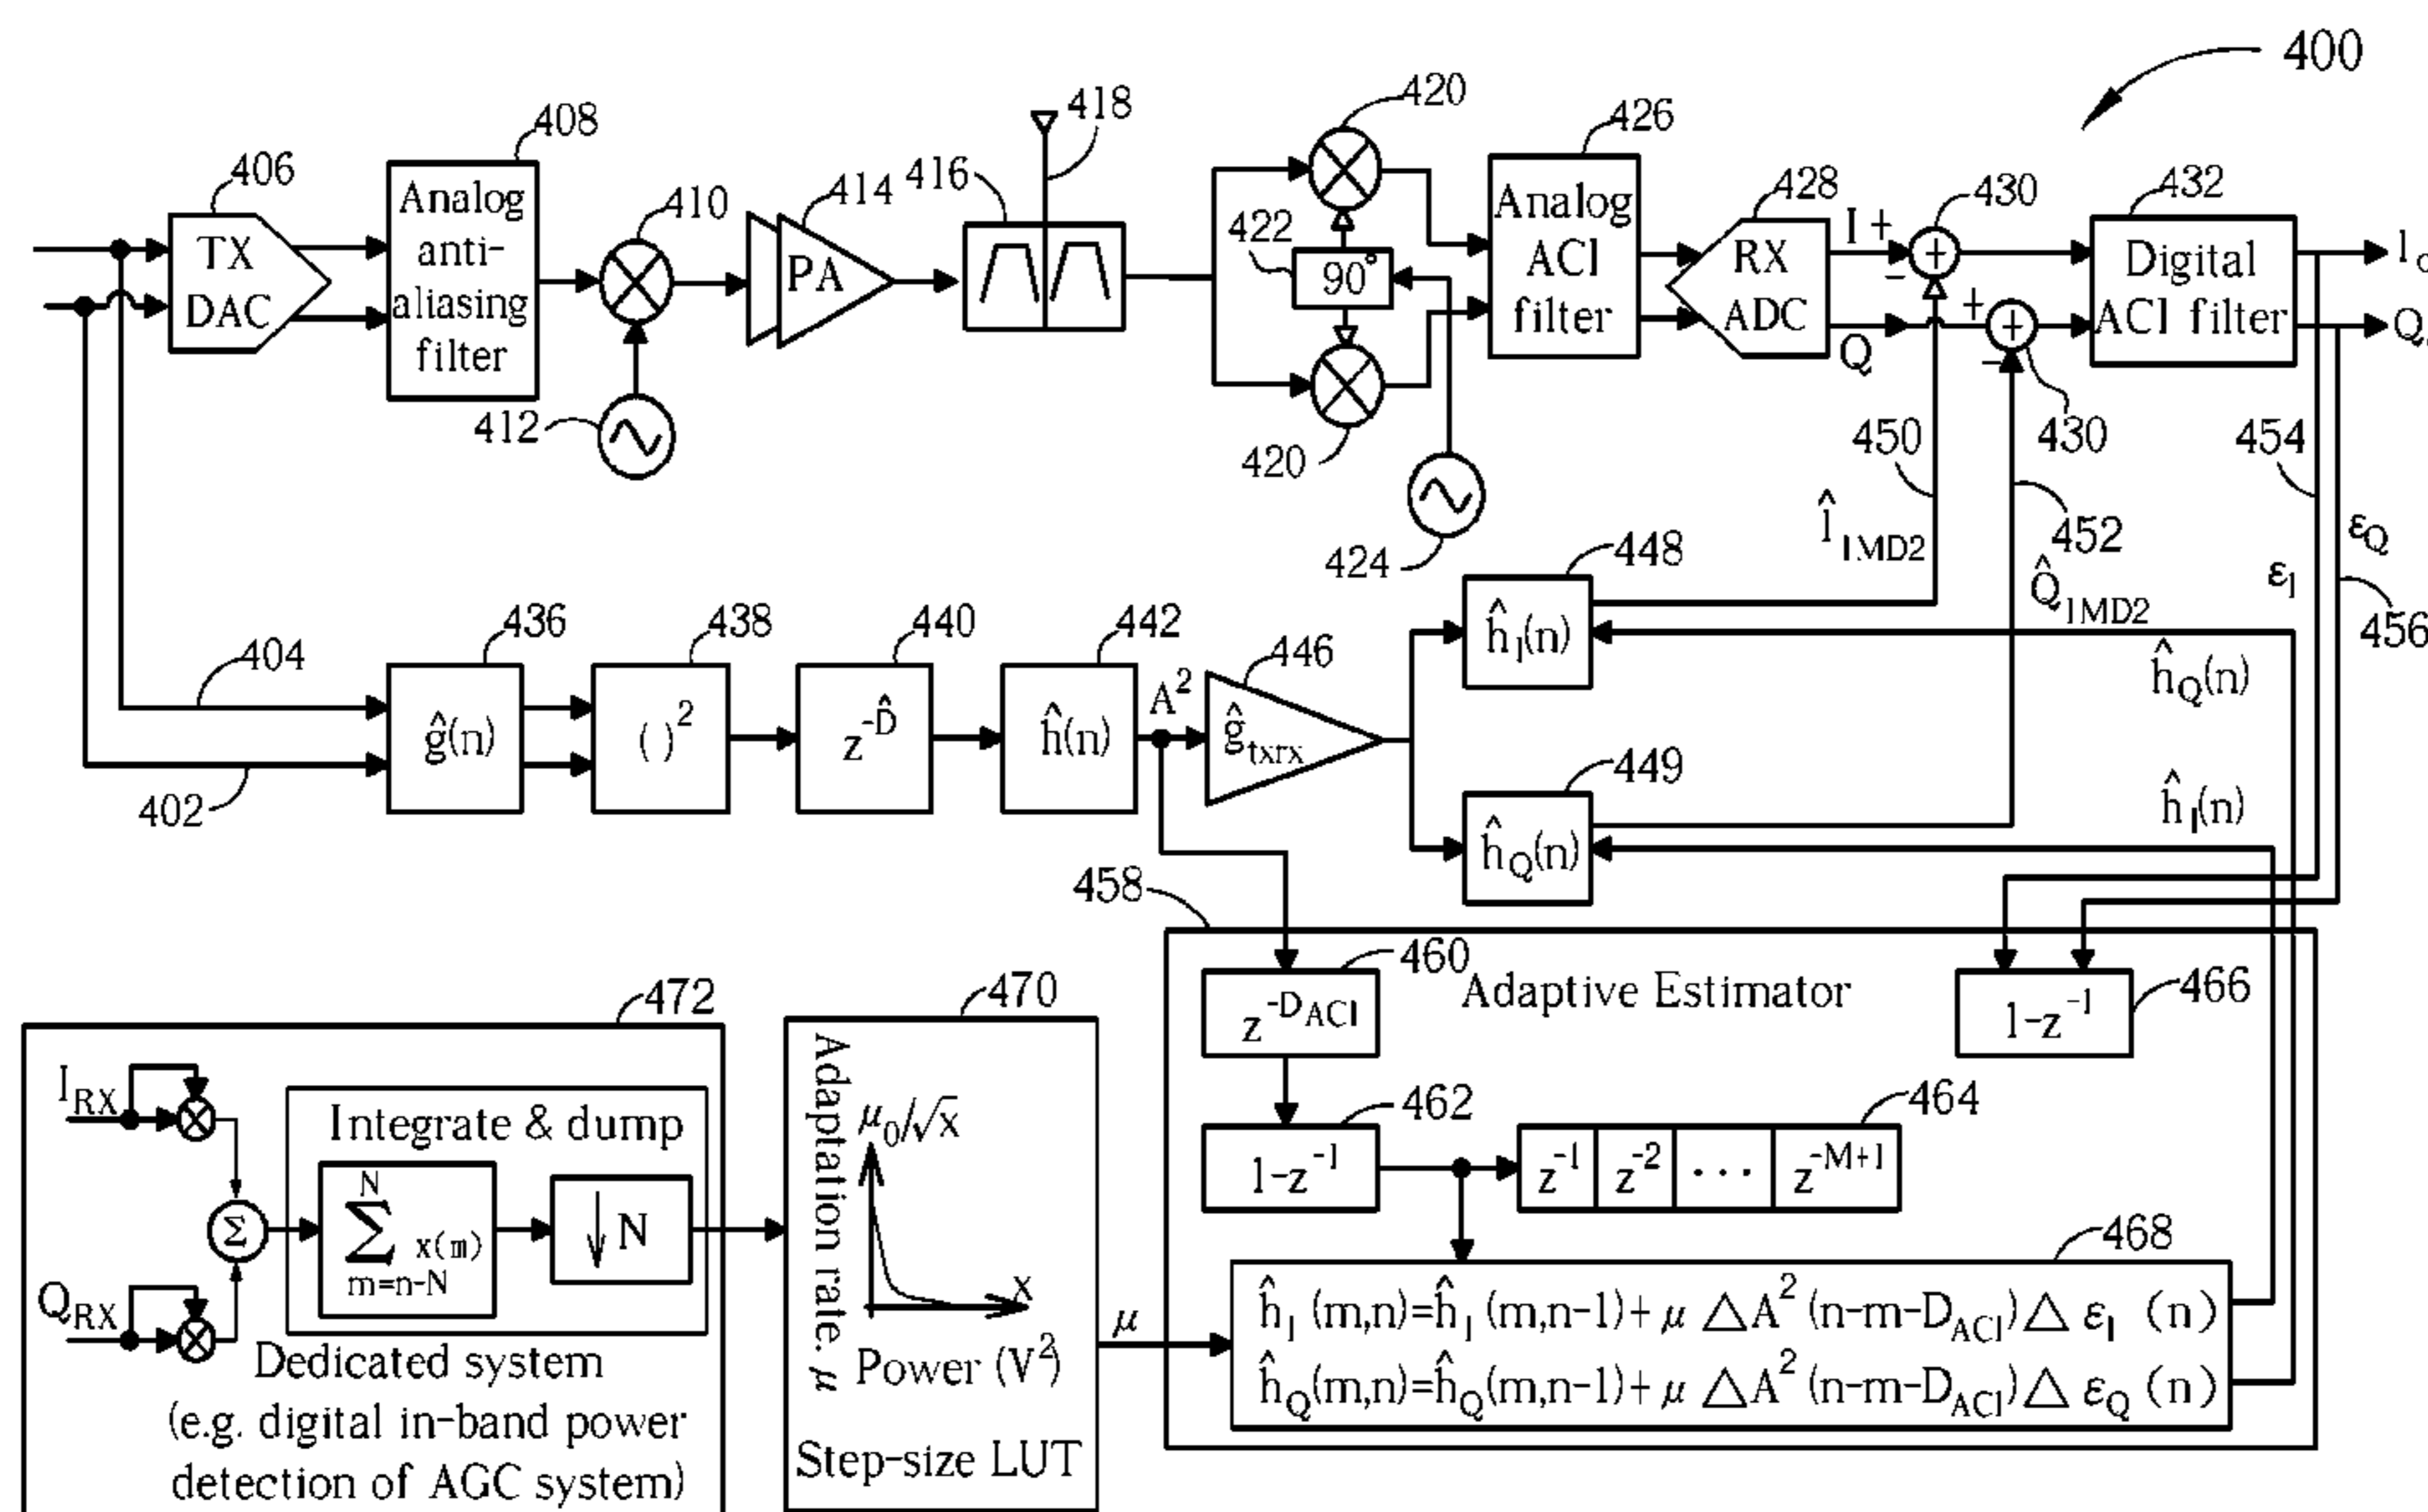 400
420
418
408
426
406
414
416
428
430
432
410
Analog
anti-
aliasing
filter
TX
DAC
PA
422
90°
Analog
ACI
filter
RX
ADC
I
+
-
+
Digital
ACI filter
Q
+
-
+
412
420
450
430
454
424
Î IMD2
452
Q̂ IMD2
ε_Q
ε_I
456
436
438
440
442
446
448
404
402
ĝ(n)
( )²
z^-D̂
ĥ(n)
A²
ĝ_txrx
ĥ_I(n)
ĥ_Q(n)
449
ĥ_Q(n)
ĥ_I(n)
458
460
Adaptive Estimator
z^-D_ACI
466
1-z^-1
472
470
462
464
1-z^-1
z^-1 z^-2 ··· z^-M+1
I_RX
Integrate & dump
Σ
N
∑ x(m)
m=n-N
↓N
Q_RX
Dedicated system
(e.g. digital in-band power
detection of AGC system)
Adaptation rate. μ
μ₀/√x
x
Power (V²)
Step-size LUT
μ
468
ĥ_I (m,n)=ĥ_I (m,n-1)+ μ △A² (n-m-D_ACI)△ ε_I (n)
ĥ_Q(m,n)=ĥ_Q(m,n-1)+ μ △A² (n-m-D_ACI)△ ε_Q (n)